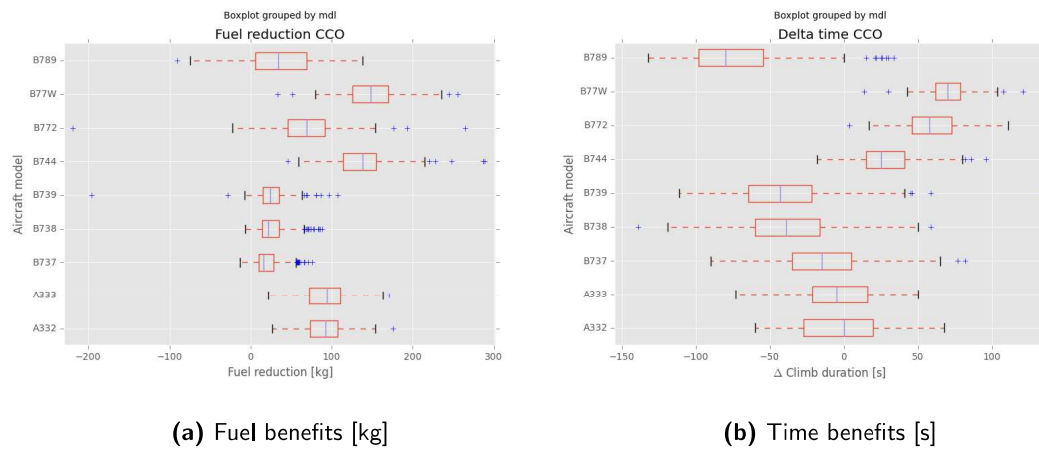 Boxplot grouped by mdl
Fuel reduction CCO
B789
B77W
B772
B744
B739
B738
B737
A333
A332
Aircraft model
−200
−100
0
100
200
300
Fuel reduction [kg]
(a) Fuel benefits [kg]
Boxplot grouped by mdl
Delta time CCO
B789
B77W
B772
B744
B739
B738
B737
A333
A332
Aircraft model
−150
−100
−50
0
50
100
Δ Climb duration [s]
(b) Time benefits [s]